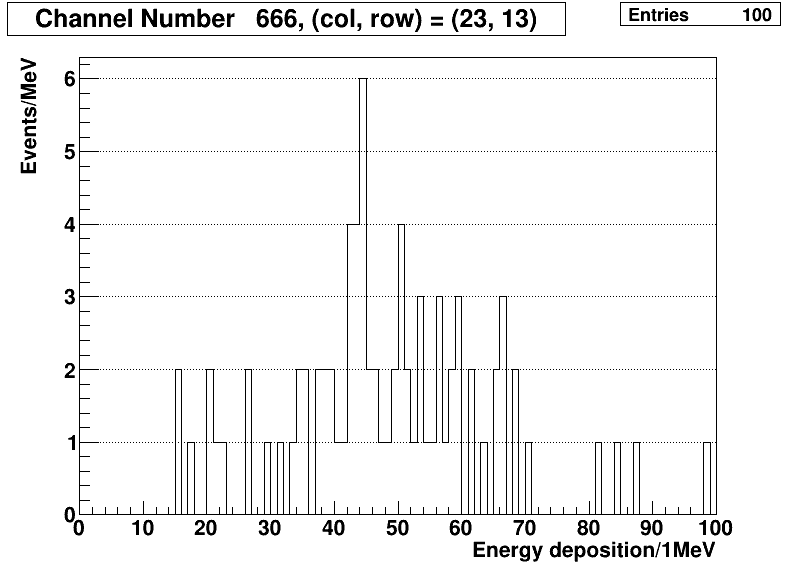 Channel Number 666, (col, row) = (23, 13)
Entries 100
Events/MeV
6
5
4
3
2
1
0
0 10 20 30 40 50 60 70 80 90 100
Energy deposition/1MeV